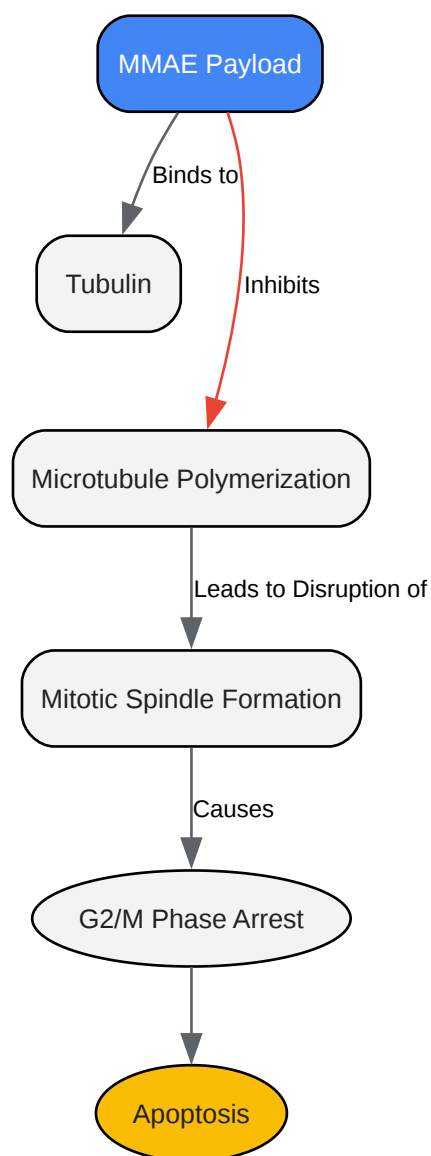 MMAE Payload
Binds to
Tubulin
Inhibits
Microtubule Polymerization
Leads to Disruption of
Mitotic Spindle Formation
Causes
G2/M Phase Arrest
Apoptosis